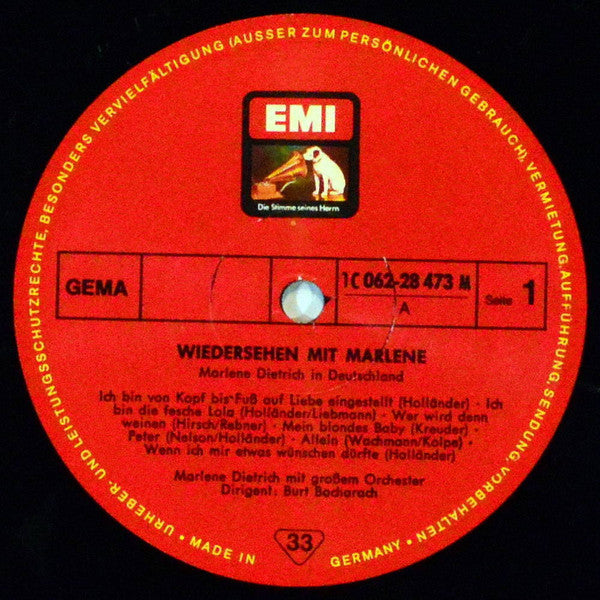 URHEBER- UND LEISTUNGSSCHUTZRECHTE, BESONDERS VERVIELFÄLTIGUNG (AUSSER ZUM PERSÖNLICHEN GEBRAUCH), VERMIETUNG, AUFFÜHRUNG, SENDUNG VORBEHALTEN •
EMI
Die Stimme seines Herrn
GEMA
1C 062-28 473 M
A
Seite 1
WIEDERSEHEN MIT MARLENE
Marlene Dietrich in Deutschland
Ich bin von Kopf bis Fuß auf Liebe eingestellt (Holländer) · Ich
bin die fesche Lola (Holländer/Liebmann) · Wer wird denn
weinen (Hirsch/Rebner) · Mein blondes Baby (Kreuder) ·
Peter (Nelson/Holländer) · Allein (Wachmann/Kolpe) ·
Wenn ich mir etwas wünschen dürfte (Holländer)
Marlene Dietrich mit großem Orchester
Dirigent: Burt Bacharach
33
• MADE IN GERMANY •